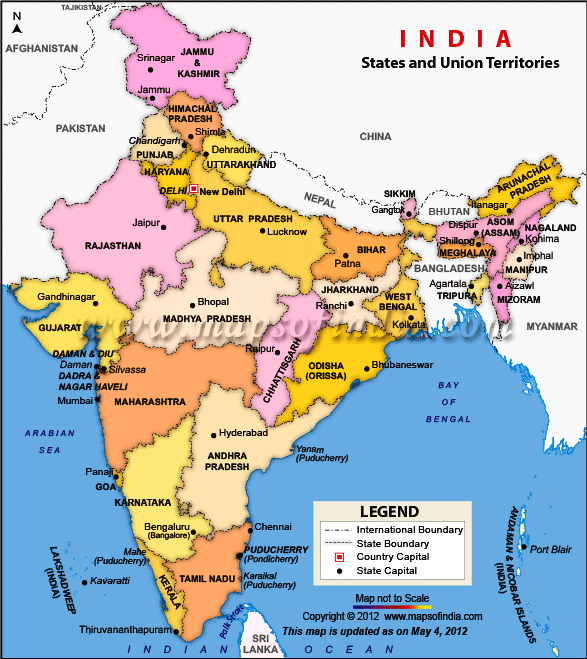 INDIA
States and Union Territories
N
TAJIKISTAN
AFGHANISTAN
JAMMU
&
KASHMIR
Srinagar
Jammu
HIMACHAL
PRADESH
Shimla
PAKISTAN
Chandigarh
PUNJAB
Dehradun
UTTARAKHAND
CHINA
HARYANA
DELHI
New Delhi
NEPAL
SIKKIM
Gangtok
BHUTAN
ARUNACHAL
PRADESH
Itanagar
ASOM
(ASSAM)
Dispur
NAGALAND
Kohima
Shillong
MEGHALAYA
Imphal
MANIPUR
BANGLADESH
Agartala
TRIPURA
Aizawl
MIZORAM
MYANMAR
Jaipur
RAJASTHAN
UTTAR PRADESH
Lucknow
BIHAR
Patna
JHARKHAND
Ranchi
WEST
BENGAL
Kolkata
Gandhinagar
GUJARAT
Bhopal
MADHYA PRADESH
www.mapsofindia.com
Raipur
CHHATTISGARH
ODISHA
(ORISSA)
Bhubaneswar
DAMAN & DIU
Daman
Silvassa
DADRA &
NAGAR HAVELI
Mumbai
MAHARASHTRA
ARABIAN
SEA
BAY
OF
BENGAL
Hyderabad
ANDHRA
PRADESH
Yanam
(Puducherry)
Panaji
GOA
KARNATAKA
Bengaluru
(Bangalore)
Chennai
Mahe
(Puducherry)
PUDUCHERRY
(Pondicherry)
LAKSHADWEEP
(INDIA)
Kavaratti
KERALA
TAMIL NADU
Karaikal
(Puducherry)
Thiruvananthapuram
Palk Strait
SRI
LANKA
INDIAN OCEAN
ANDAMAN & NICOBAR ISLANDS
(INDIA)
Port Blair
LEGEND
International Boundary
State Boundary
Country Capital
State Capital
Map not to Scale
Copyright © 2012 www.mapsofindia.com
This map is updated as on May 4, 2012